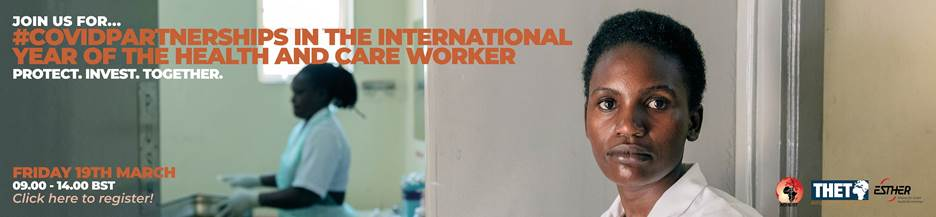 JOIN US FOR...
#COVIDPARTNERSHIPS IN THE INTERNATIONAL
YEAR OF THE HEALTH AND CARE WORKER
PROTECT. INVEST. TOGETHER.
FRIDAY 19TH MARCH
09.00 - 14.00 BST
Click here to register!
THET
ESTHER